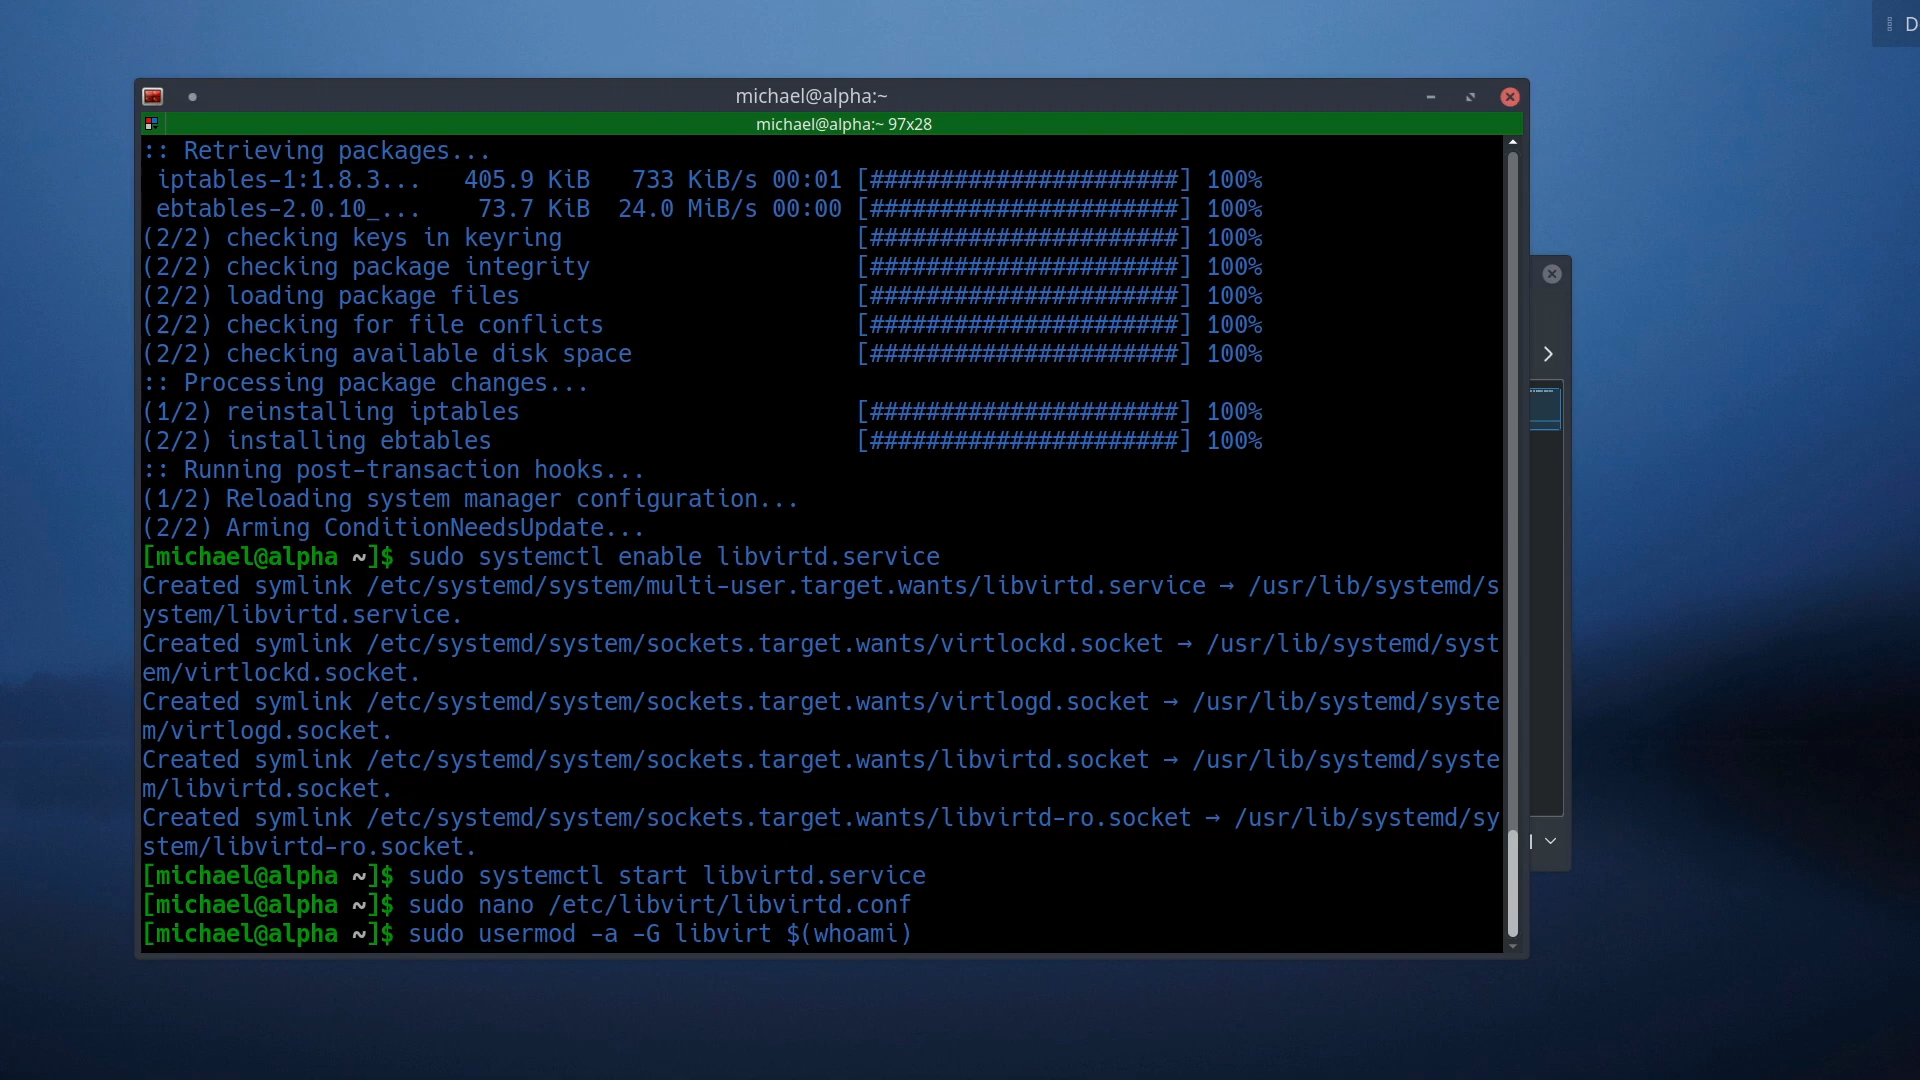 D
michael@alpha:~
michael@alpha:~ 97x28
:: Retrieving packages...
iptables-1:1.8.3... 405.9 KiB 733 KiB/s 00:01 [######################] 100%
ebtables-2.0.10_... 73.7 KiB 24.0 MiB/s 00:00 [######################] 100%
(2/2) checking keys in keyring [######################] 100%
(2/2) checking package integrity [######################] 100%
(2/2) loading package files [######################] 100%
(2/2) checking for file conflicts [######################] 100%
(2/2) checking available disk space [######################] 100%
:: Processing package changes...
(1/2) reinstalling iptables [######################] 100%
(2/2) installing ebtables [######################] 100%
:: Running post-transaction hooks...
(1/2) Reloading system manager configuration...
(2/2) Arming ConditionNeedsUpdate...
[michael@alpha ~]$ sudo systemctl enable libvirtd.service
Created symlink /etc/systemd/system/multi-user.target.wants/libvirtd.service → /usr/lib/systemd/s
ystem/libvirtd.service.
Created symlink /etc/systemd/system/sockets.target.wants/virtlockd.socket → /usr/lib/systemd/syst
em/virtlockd.socket.
Created symlink /etc/systemd/system/sockets.target.wants/virtlogd.socket → /usr/lib/systemd/syste
m/virtlogd.socket.
Created symlink /etc/systemd/system/sockets.target.wants/libvirtd.socket → /usr/lib/systemd/syste
m/libvirtd.socket.
Created symlink /etc/systemd/system/sockets.target.wants/libvirtd-ro.socket → /usr/lib/systemd/sy
stem/libvirtd-ro.socket.
[michael@alpha ~]$ sudo systemctl start libvirtd.service
[michael@alpha ~]$ sudo nano /etc/libvirt/libvirtd.conf
[michael@alpha ~]$ sudo usermod -a -G libvirt $(whoami)